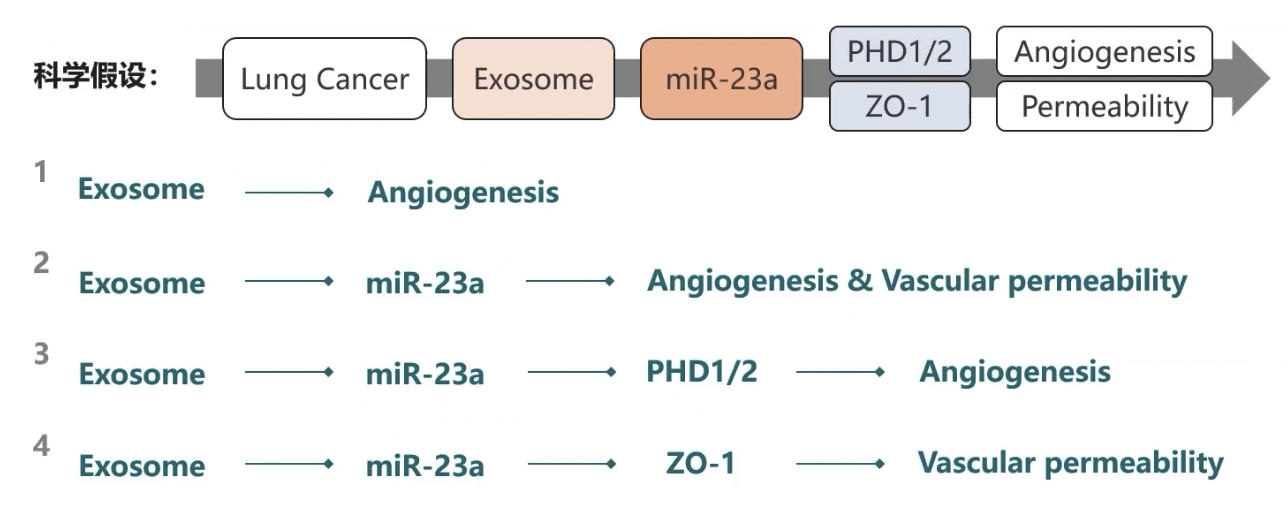 科学假设： Lung Cancer Exosome miR-23a PHD1/2 Angiogenesis
ZO-1 Permeability
1 Exosome Angiogenesis
2 Exosome miR-23a Angiogenesis & Vascular permeability
3 Exosome miR-23a PHD1/2 Angiogenesis
4 Exosome miR-23a ZO-1 Vascular permeability